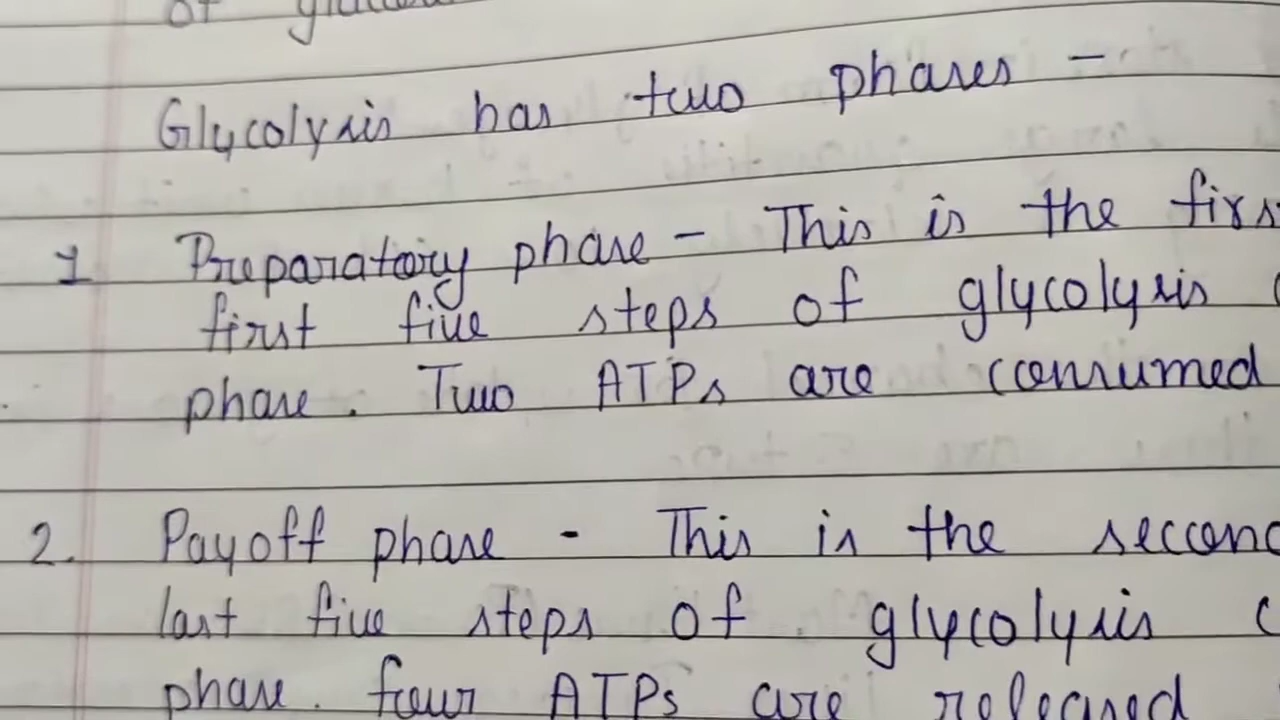 of
Glycolysis has two phases -
1 Preparatory phase - This is the firs
first five steps of glycolysis
phase. Two ATPs are consumed
2. Payoff phase - This is the second
last five steps of glycolysis
phase. four ATPs are released